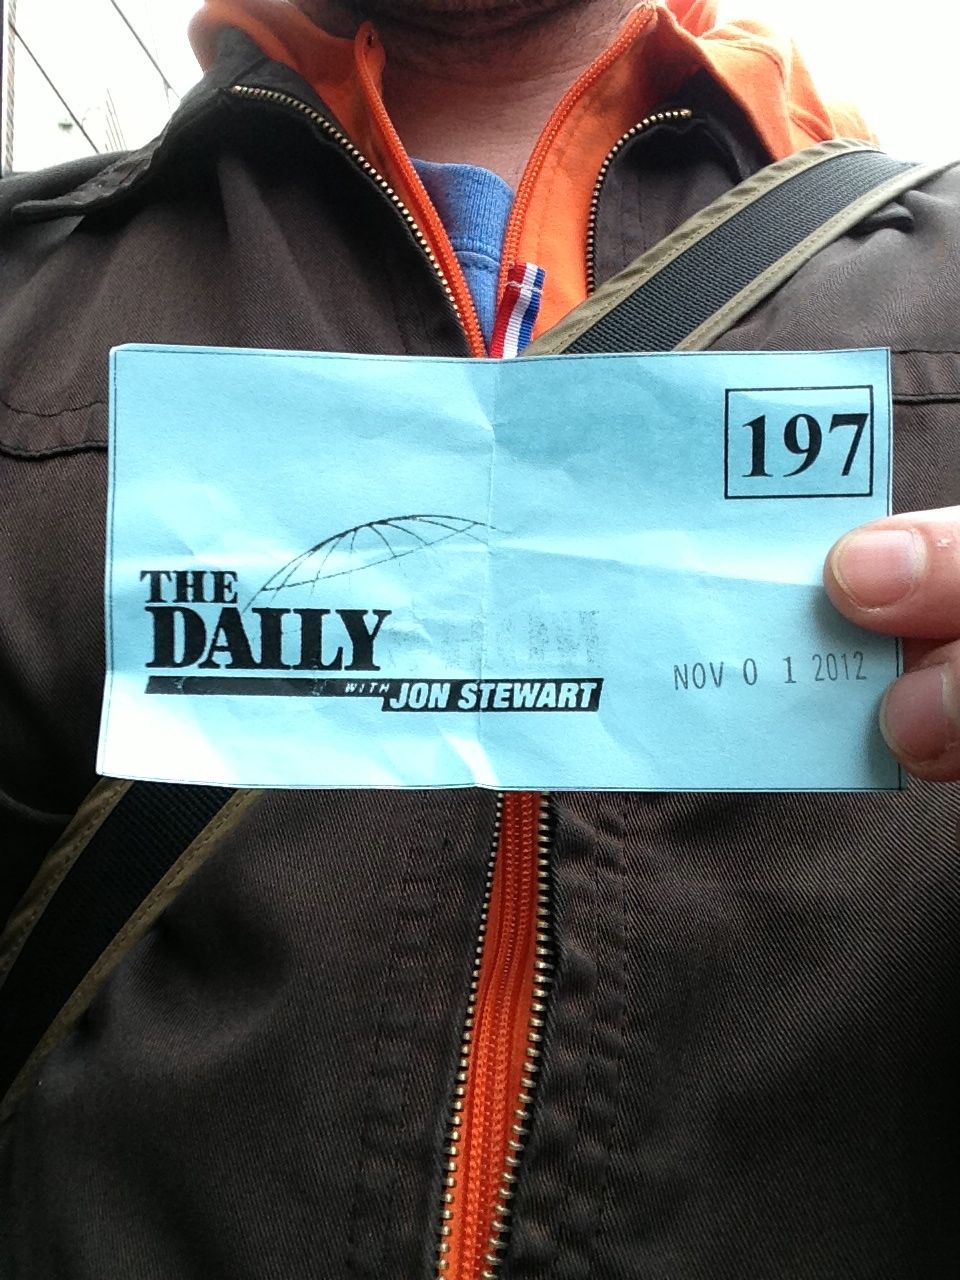 197
THE
DAILY
WITH JON STEWART
NOV 0 1 2012